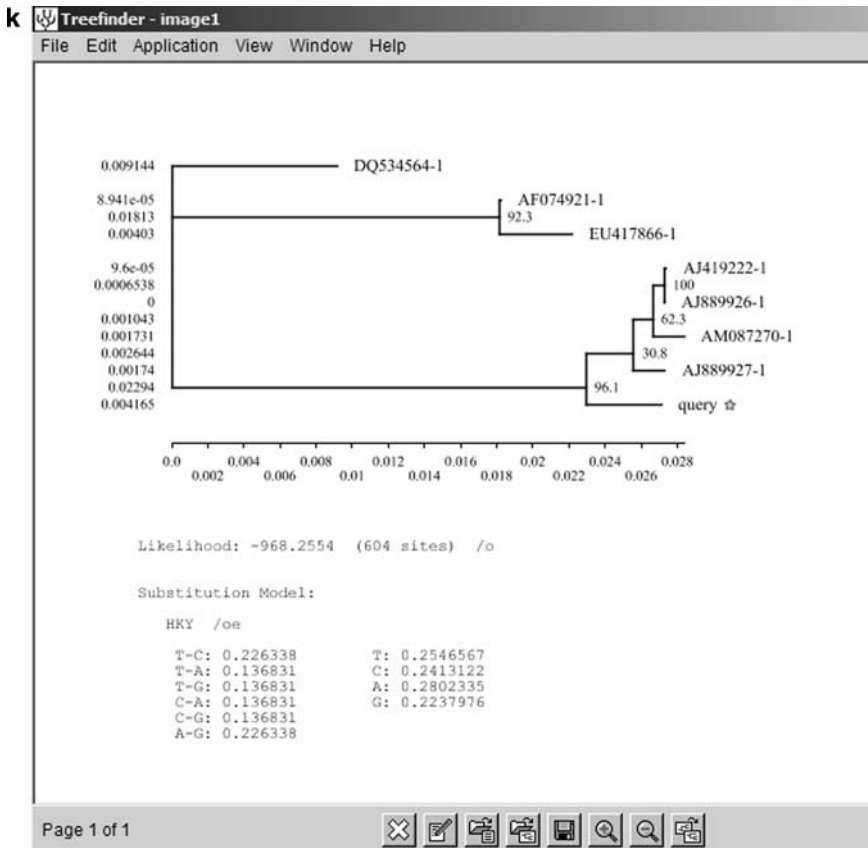 k
Treefinder - image1
File Edit Application View Window Help
0.009144 DQ534564-1
8.941e-05 AF074921-1
0.01813 92.3
0.00403 EU417866-1
9.6e-05 AJ419222-1
0.0006538 100
0 AJ889926-1
0.001043 62.3
0.001731 AM087270-1
0.002644 30.8
0.00174 AJ889927-1
0.02294 96.1
0.004165 query
0.0 0.004 0.008 0.012 0.016 0.02 0.024 0.028
0.002 0.006 0.01 0.014 0.018 0.022 0.026
Likelihood: -968.2554 (604 sites) /o
Substitution Model:
HKY /oe
T-C: 0.226338 T: 0.2546567
T-A: 0.136831 C: 0.2413122
T-G: 0.136831 A: 0.2802335
C-A: 0.136831 G: 0.2237976
C-G: 0.136831
A-G: 0.226338
Page 1 of 1